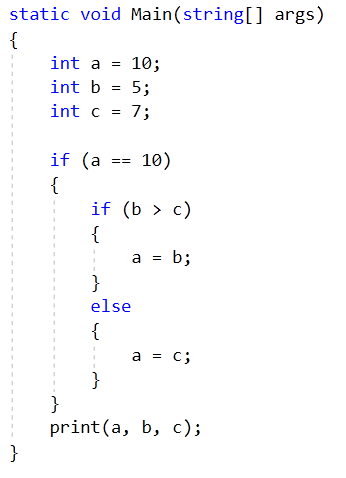 static void Main(string[] args)
{
    int a = 10;
    int b = 5;
    int c = 7;

    if (a == 10)
    {
        if (b > c)
        {
            a = b;
        }
        else
        {
            a = c;
        }
    }
    print(a, b, c);
}